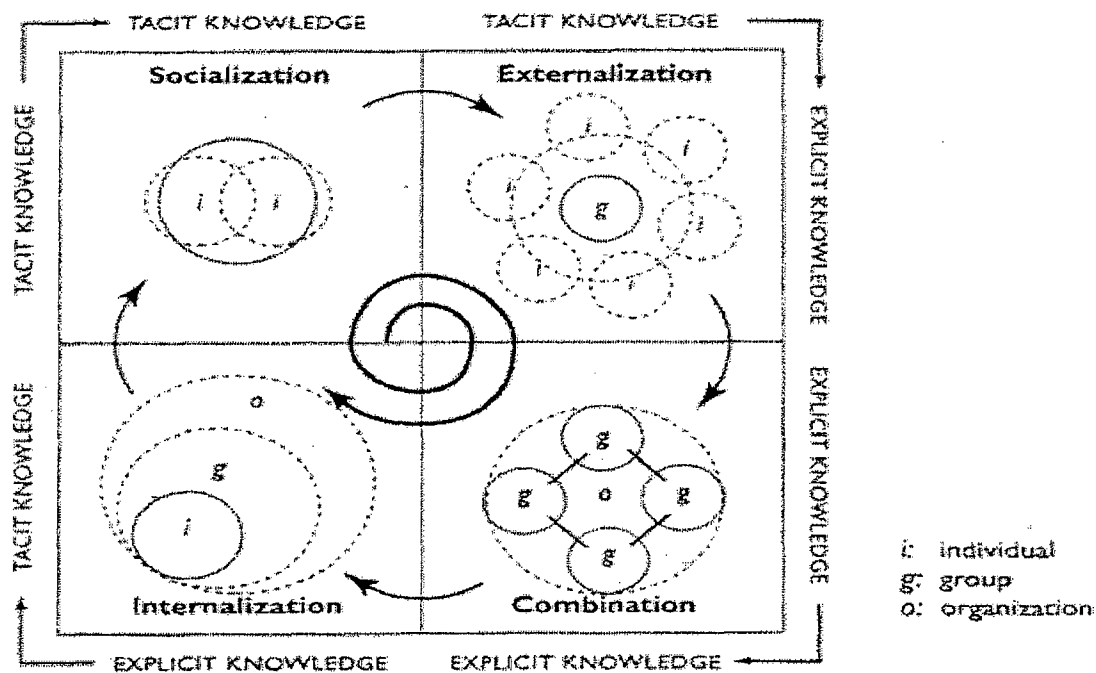 TACIT KNOWLEDGE
TACIT KNOWLEDGE
Socialization
Externalization
TACIT KNOWLEDGE
EXPLICIT KNOWLEDGE
i
i
i
i
i
i
i
i
g
TACIT KNOWLEDGE
EXPLICIT KNOWLEDGE
o
g
i
g
g
o
g
g
i: individual
g: group
o: organization
Internalization
Combination
EXPLICIT KNOWLEDGE
EXPLICIT KNOWLEDGE